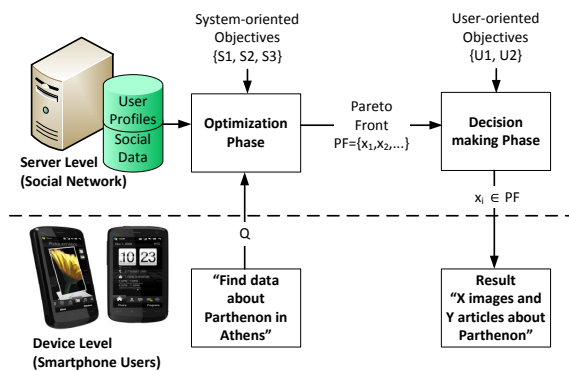 System-oriented
Objectives
{S1, S2, S3}
User-oriented
Objectives
{U1, U2}
User
Profiles
Social
Data
Optimization
Phase
Pareto
Front
PF={x₁,x₂,...}
Decision
making Phase
Server Level
(Social Network)
Q
xᵢ ∈ PF
10 23
“Find data
about
Parthenon in
Athens”
Result
“X images and
Y articles about
Parthenon”
Device Level
(Smartphone Users)